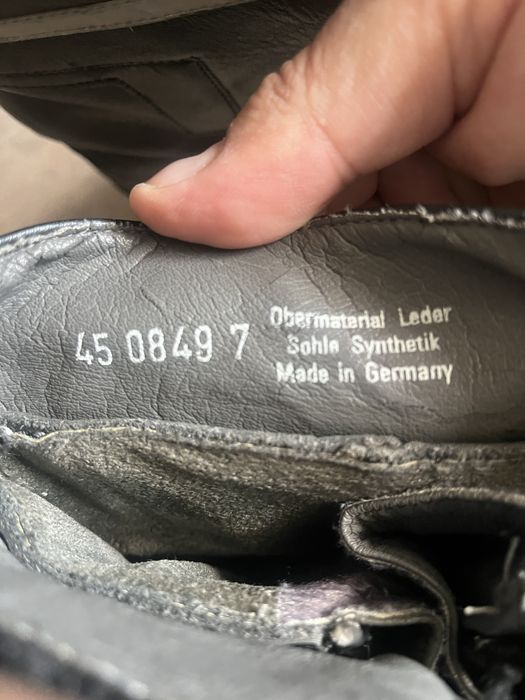 45 0849 7
Obermaterial Leder
Sohle Synthetik
Made in Germany